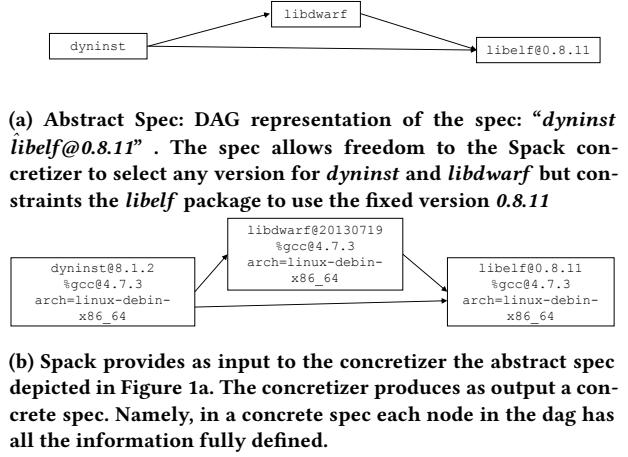 libdwarf
dyninst
libelf@0.8.11
(a) Abstract Spec: DAG representation of the spec: “dyninst
^libelf@0.8.11” . The spec allows freedom to the Spack con-
cretizer to select any version for dyninst and libdwarf but con-
straints the libelf package to use the fixed version 0.8.11
libdwarf@20130719
%gcc@4.7.3
arch=linux-debin-
x86_64
dyninst@8.1.2
%gcc@4.7.3
arch=linux-debin-
x86_64
libelf@0.8.11
%gcc@4.7.3
arch=linux-debin-
x86_64
(b) Spack provides as input to the concretizer the abstract spec
depicted in Figure 1a. The concretizer produces as output a con-
crete spec. Namely, in a concrete spec each node in the dag has
all the information fully defined.